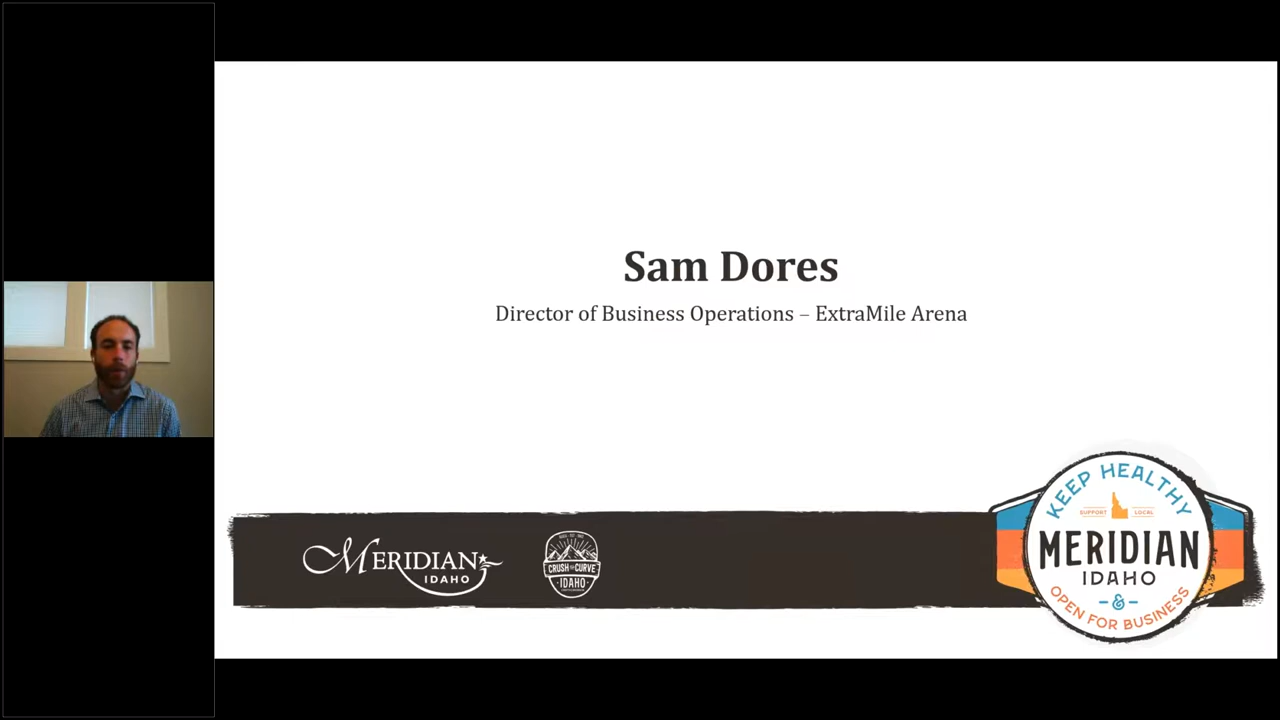 Sam Dores
Director of Business Operations – ExtraMile Arena
MERIDIAN
IDAHO
CRUSH THE CURVE
IDAHO
KEEP HEALTHY
SUPPORT LOCAL
MERIDIAN
IDAHO
&
OPEN FOR BUSINESS